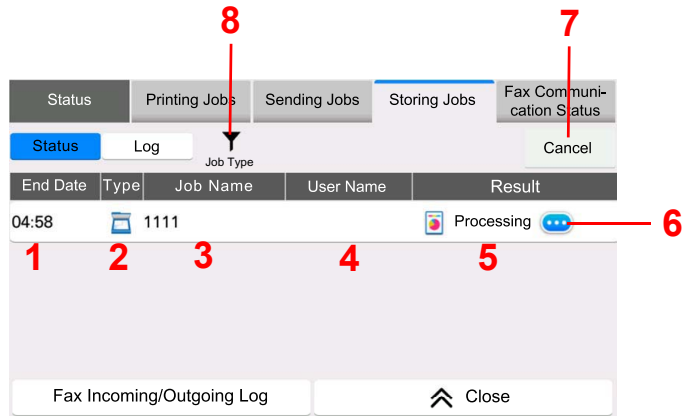 8
7
Status
Printing Jobs
Sending Jobs
Storing Jobs
Fax Communi-
cation Status
Status
Log
Job Type
Cancel
End Date
Type
Job Name
User Name
Result
04:58
1111
Processing
6
1
2
3
4
5
Fax Incoming/Outgoing Log
Close